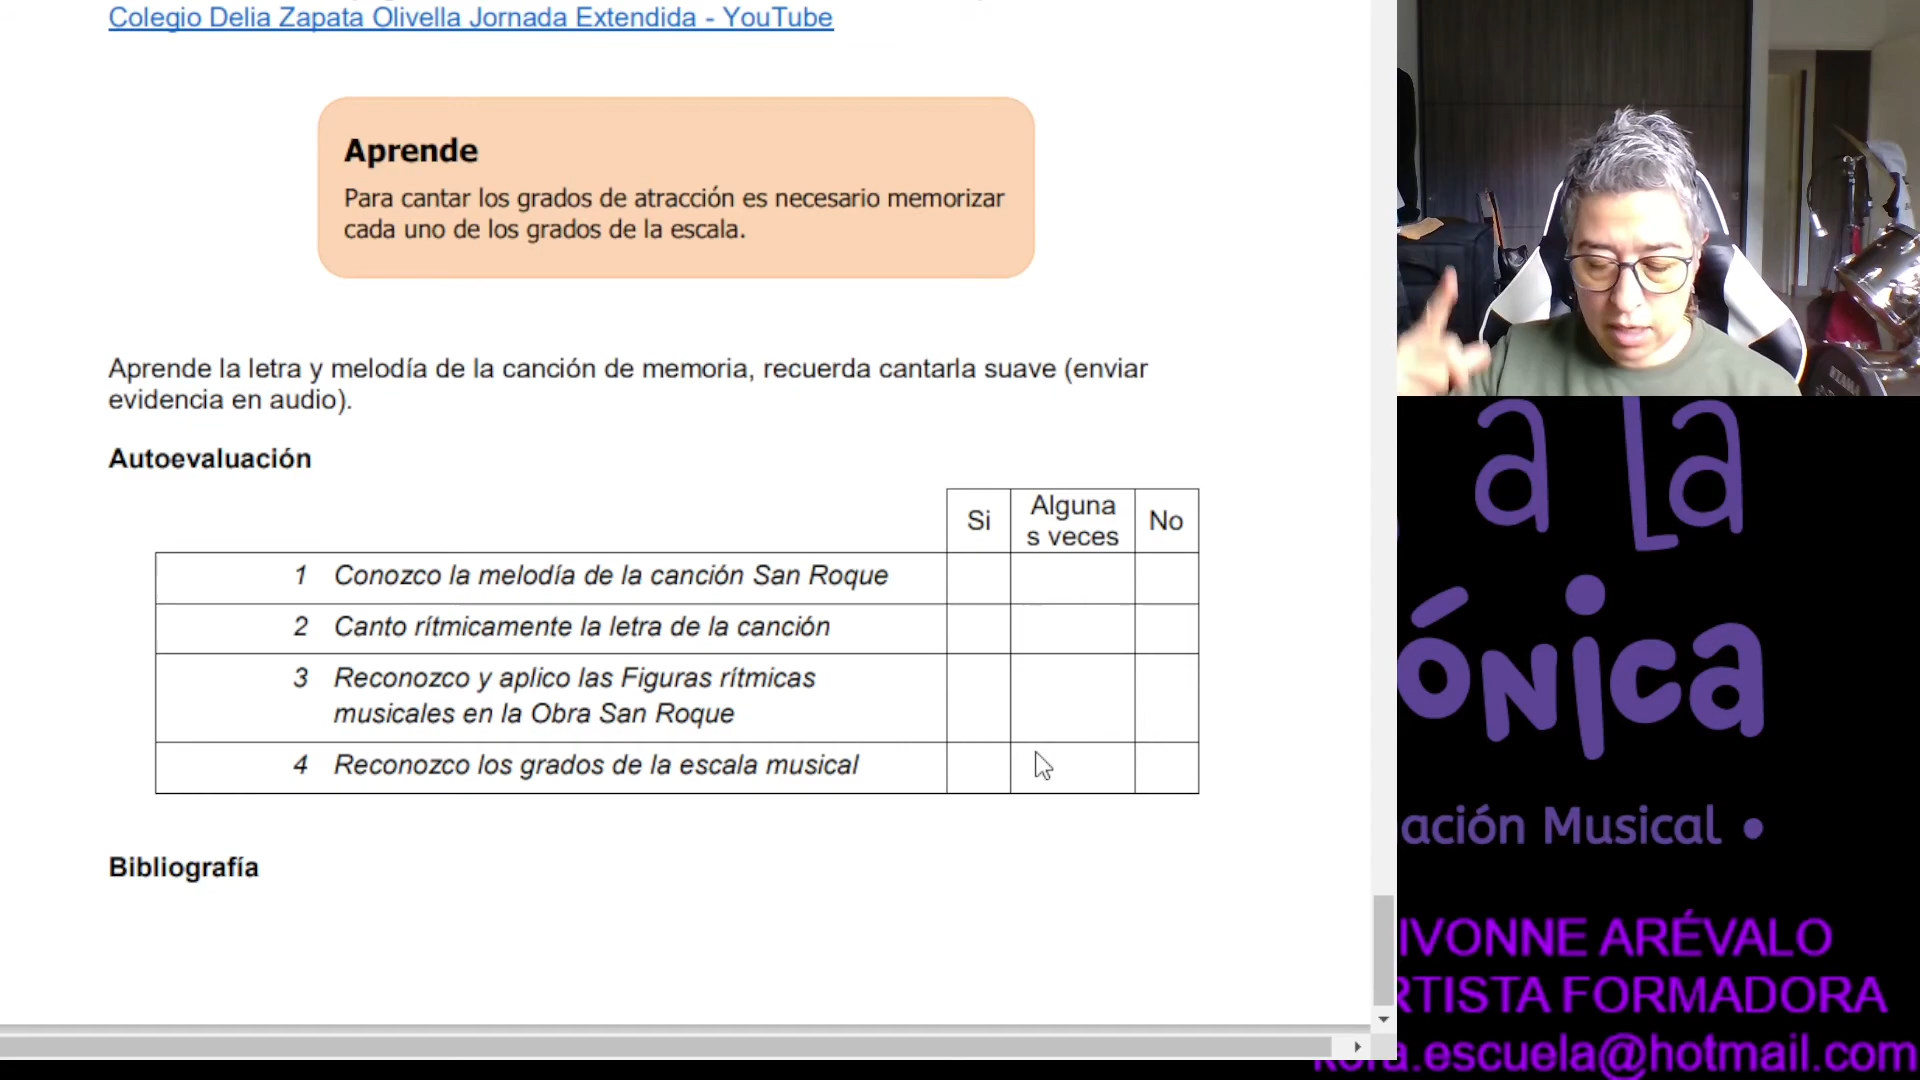 Colegio Delia Zapata Olivella Jornada Extendida - YouTube
Aprende
Para cantar los grados de atracción es necesario memorizar
cada uno de los grados de la escala.
Aprende la letra y melodía de la canción de memoria, recuerda cantarla suave (enviar
evidencia en audio).
Autoevaluación
Si
Alguna
s veces
No
1 Conozco la melodía de la canción San Roque
2 Canto rítmicamente la letra de la canción
3 Reconozco y aplico las Figuras rítmicas
musicales en la Obra San Roque
4 Reconozco los grados de la escala musical
Bibliografía
a La
ónica
ación Musical •
IVONNE ARÉVALO
RTISTA FORMADORA
kora.escuela@hotmail.com